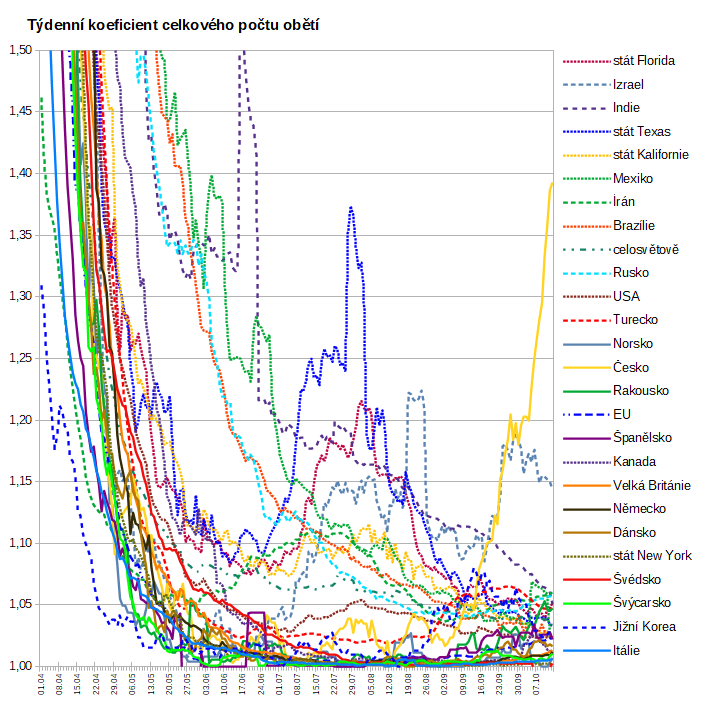 Týdenní koeficient celkového počtu obětí
1,50
1,45
1,40
1,35
1,30
1,25
1,20
1,15
1,10
1,05
1,00
01.04
08.04
15.04
22.04
29.04
06.05
13.05
20.05
27.05
03.06
10.06
17.06
24.06
01.07
08.07
15.07
22.07
29.07
05.08
12.08
19.08
26.08
02.09
09.09
16.09
23.09
30.09
07.10
stát Florida
Izrael
Indie
stát Texas
stát Kalifornie
Mexiko
Írán
Brazílie
celosvětově
Rusko
USA
Turecko
Norsko
Česko
Rakousko
EU
Španělsko
Kanada
Velká Británie
Německo
Dánsko
stát New York
Švédsko
Švýcarsko
Jižní Korea
Itálie